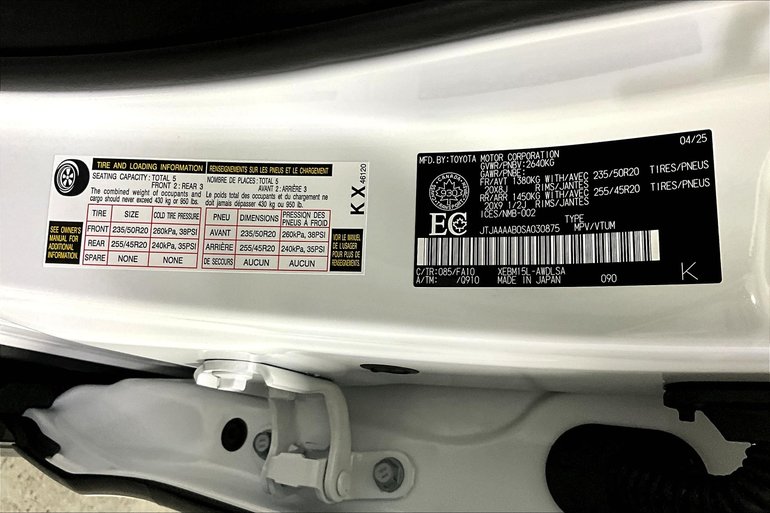 TIRE AND LOADING INFORMATION
RENSEIGNEMENTS SUR LES PNEUS ET LE CHARGEMENT
SEATING CAPACITY: TOTAL 5
FRONT 2 : REAR 3
The combined weight of occupants and
cargo should never exceed 430 kg or 950 lb.
NOMBRE DE PLACES: TOTAL 5
AVANT 2 : ARRIÈRE 3
Le poids total des occupants et du chargement ne
doit jamais dépasser 430 kg ou 950 lb.
SEE OWNER'S
MANUAL FOR
ADDITIONAL
INFORMATION.
TIRE SIZE COLD TIRE PRESSURE
FRONT 235/50R20 260kPa, 38PSI
REAR 255/45R20 240kPa, 35PSI
SPARE NONE NONE
PNEU DIMENSIONS PRESSION DES PNEUS À FROID
AVANT 235/50R20 260kPa, 38PSI
ARRIÈRE 255/45R20 240kPa, 35PSI
DE SECOURS AUCUN AUCUN
VOIR LE MANUEL
DE L'USAGER
POUR PLUS DE
RENSEIGNEMENTS.
KX 46120
04/25
MFD.BY:TOYOTA MOTOR CORPORATION
GVWR/PNBV:2640KG
GAWR/PNBE:
FR/AVT 1380KG WITH/AVEC 235/50R20 TIRES/PNEUS
20X8J RIMS/JANTES
RR/ARR 1450KG WITH/AVEC 255/45R20 TIRES/PNEUS
20X9 1/2J RIMS/JANTES
ICES/NMB-002
CANADA
EC
TYPE
JTJAAAAB0SA030875 MPV/VTUM
C/TR:085/FA10 XEBM15L-AWDLSA
A/TM: /Q910 MADE IN JAPAN 090
K